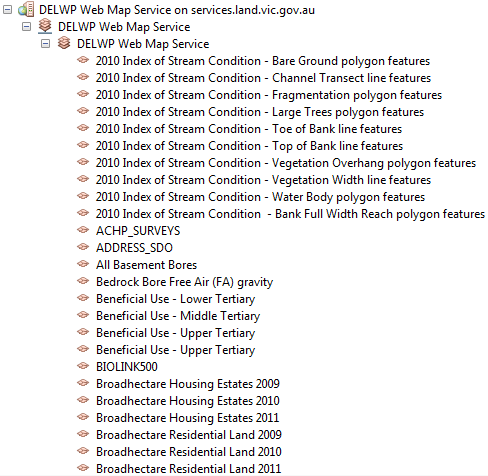 DELWP Web Map Service on services.land.vic.gov.au
DELWP Web Map Service
DELWP Web Map Service
2010 Index of Stream Condition - Bare Ground polygon features
2010 Index of Stream Condition - Channel Transect line features
2010 Index of Stream Condition - Fragmentation polygon features
2010 Index of Stream Condition - Large Trees polygon features
2010 Index of Stream Condition - Toe of Bank line features
2010 Index of Stream Condition - Top of Bank line features
2010 Index of Stream Condition - Vegetation Overhang polygon features
2010 Index of Stream Condition - Vegetation Width line features
2010 Index of Stream Condition - Water Body polygon features
2010 Index of Stream Condition  - Bank Full Width Reach polygon features
ACHP_SURVEYS
ADDRESS_SDO
All Basement Bores
Bedrock Bore Free Air (FA) gravity
Beneficial Use - Lower Tertiary
Beneficial Use - Middle Tertiary
Beneficial Use - Upper Tertiary
Beneficial Use - Upper Tertiary
BIOLINK500
Broadhectare Housing Estates 2009
Broadhectare Housing Estates 2010
Broadhectare Housing Estates 2011
Broadhectare Residential Land 2009
Broadhectare Residential Land 2010
Broadhectare Residential Land 2011